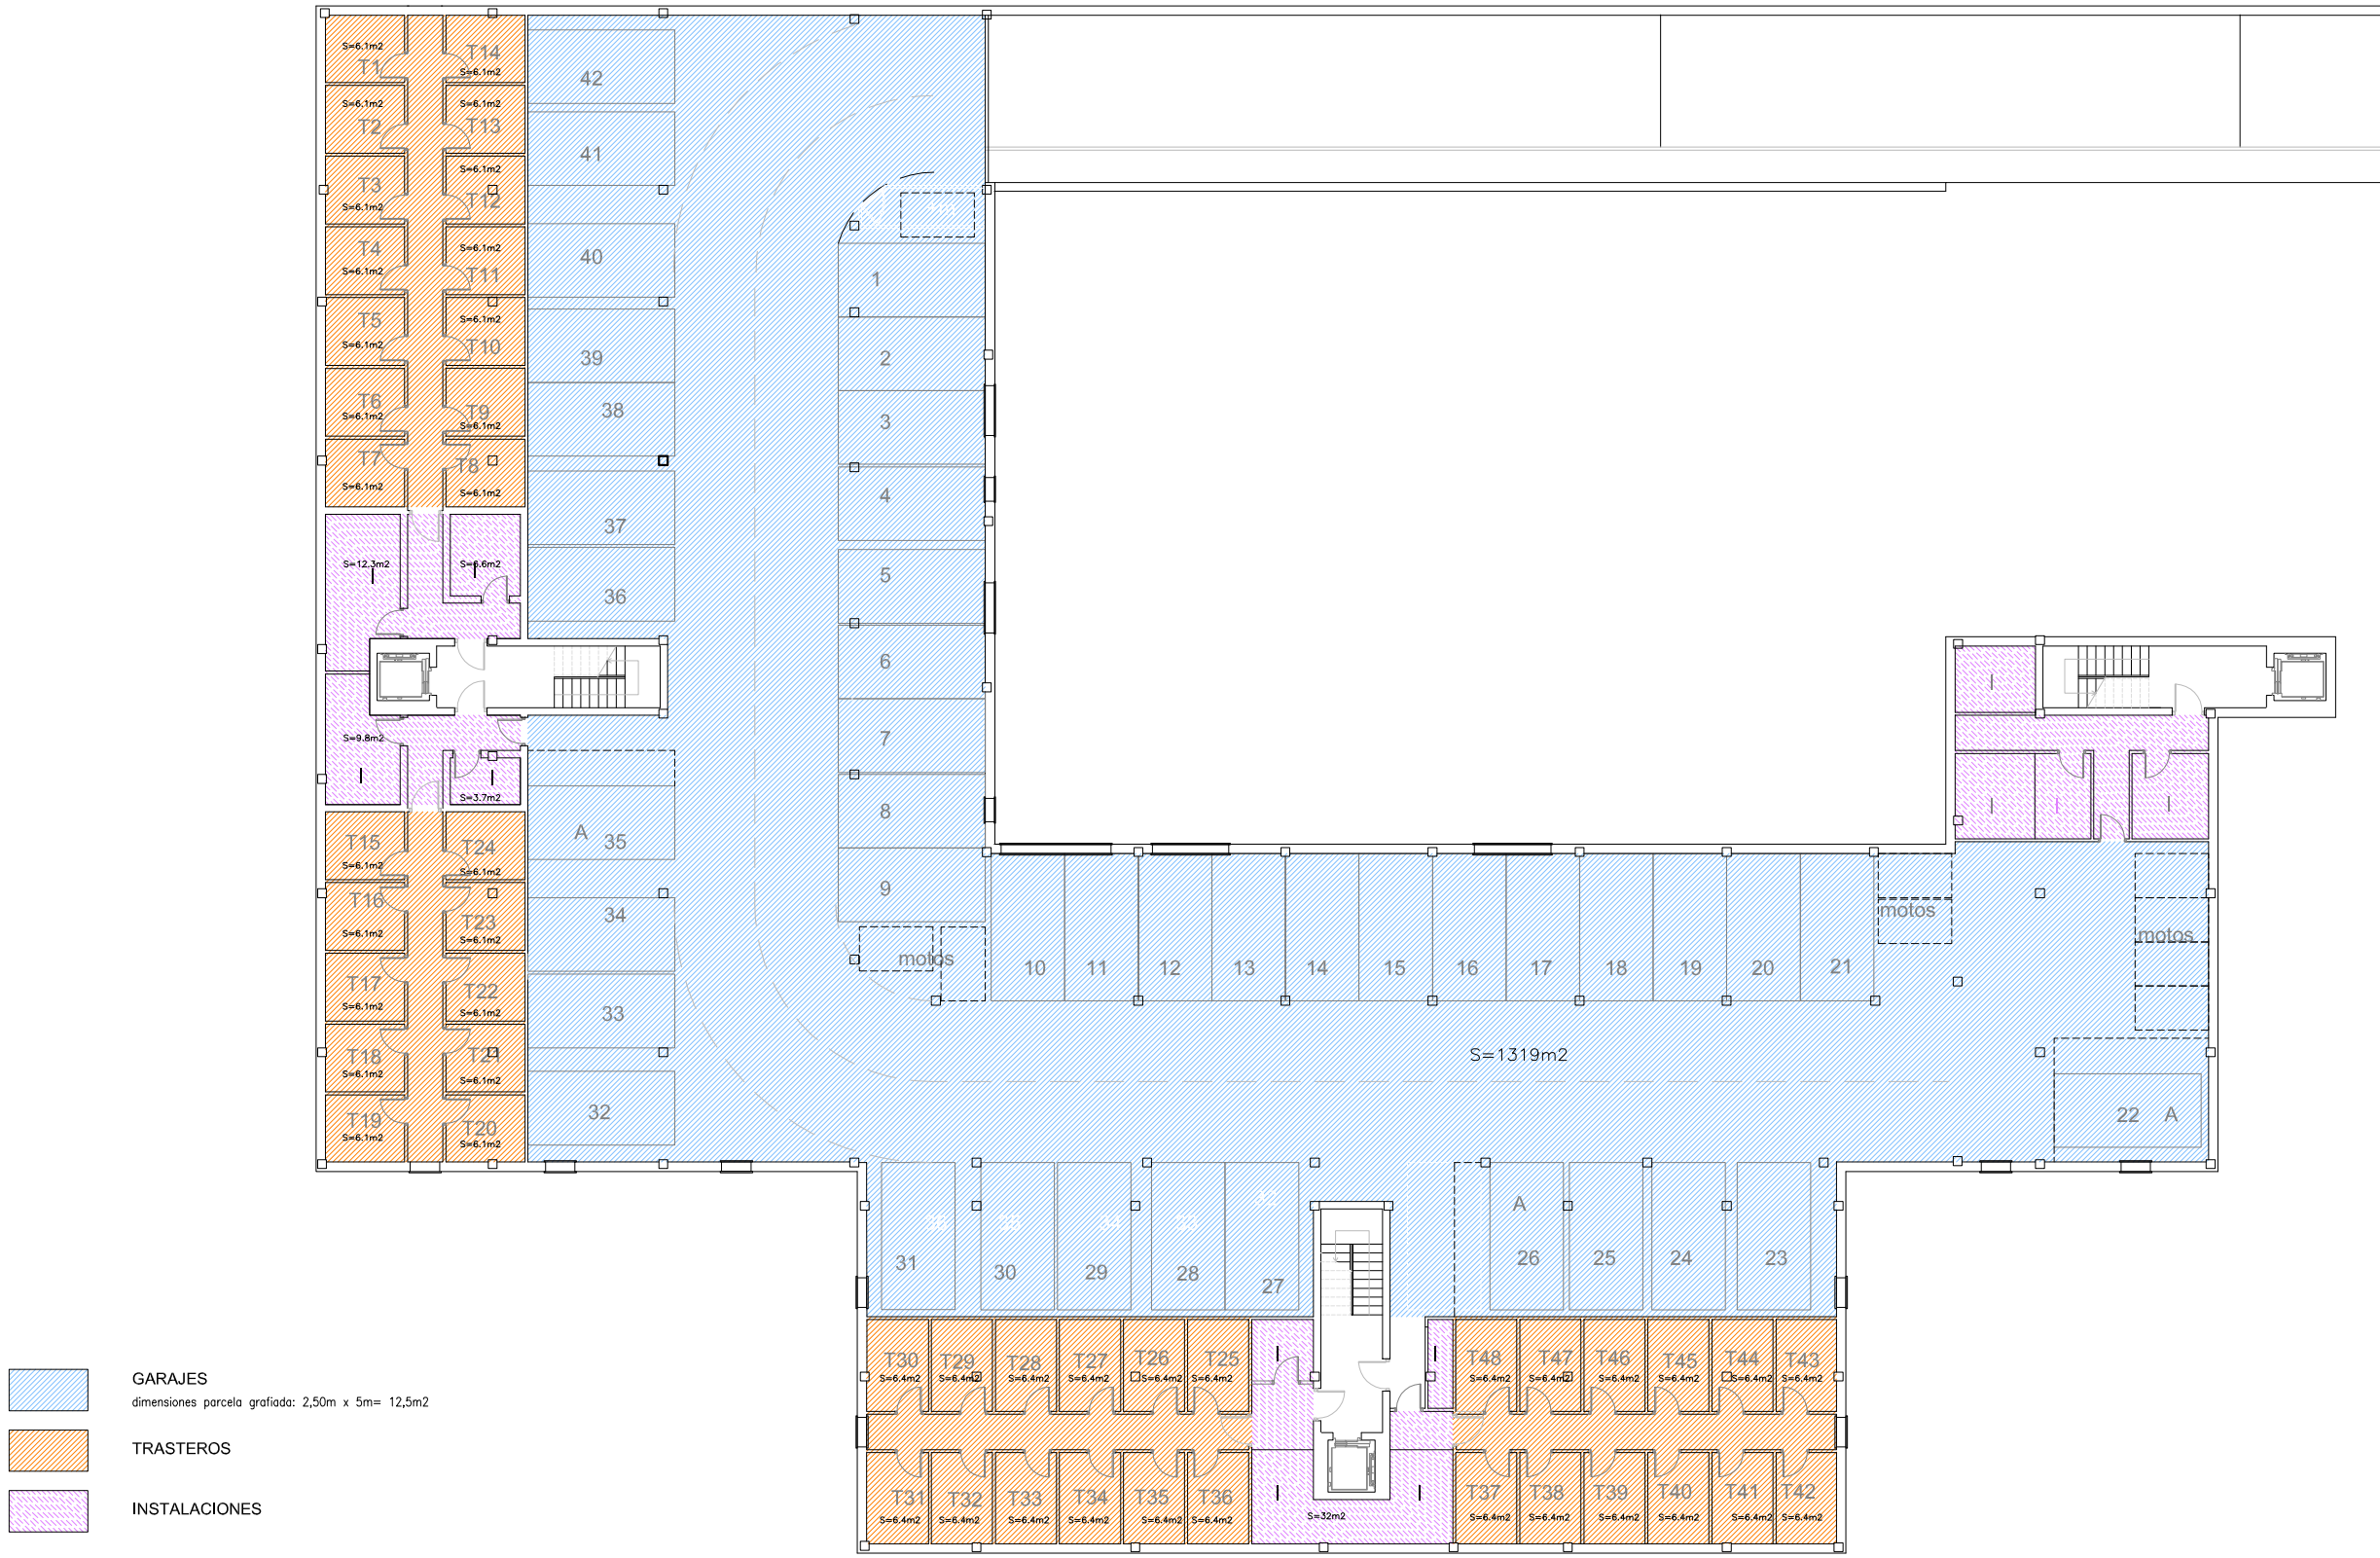 S=6.1m2
T1
T14
S=6.1m2
S=6.1m2
T2
S=6.1m2
T13
T3
S=6.1m2
S=6.1m2
T12
T4
S=6.1m2
S=6.1m2
T11
T5
S=6.1m2
S=6.1m2
T10
T6
S=6.1m2
T9
S=6.1m2
T7
S=6.1m2
T8
S=6.1m2
S=12.3m2
I
S=6.6m2
I
S=9.8m2
I
I
S=3.7m2
T15
S=6.1m2
T24
S=6.1m2
T16
S=6.1m2
T23
S=6.1m2
T17
S=6.1m2
T22
S=6.1m2
T18
S=6.1m2
T21
S=6.1m2
T19
S=6.1m2
T20
S=6.1m2
42
41
40
39
38
37
36
A 35
34
33
32
1
2
3
4
5
6
7
8
9
motos
10 11 12 13 14 15 16 17 18 19 20 21
motos
motos
I
I I I
S=1319m2
22 A
36 35 34 33 32
31 30 29 28 27
A
26 25 24 23
T30 T29 T28 T27 T26 T25
S=6.4m2 S=6.4m2 S=6.4m2 S=6.4m2 S=6.4m2 S=6.4m2
I I
T48 T47 T46 T45 T44 T43
S=6.4m2 S=6.4m2 S=6.4m2 S=6.4m2 S=6.4m2 S=6.4m2
T31 T32 T33 T34 T35 T36
S=6.4m2 S=6.4m2 S=6.4m2 S=6.4m2 S=6.4m2 S=6.4m2
I I
S=32m2
T37 T38 T39 T40 T41 T42
S=6.4m2 S=6.4m2 S=6.4m2 S=6.4m2 S=6.4m2 S=6.4m2
GARAJES
dimensiones parcela grafiada: 2,50m x 5m= 12,5m2
TRASTEROS
INSTALACIONES